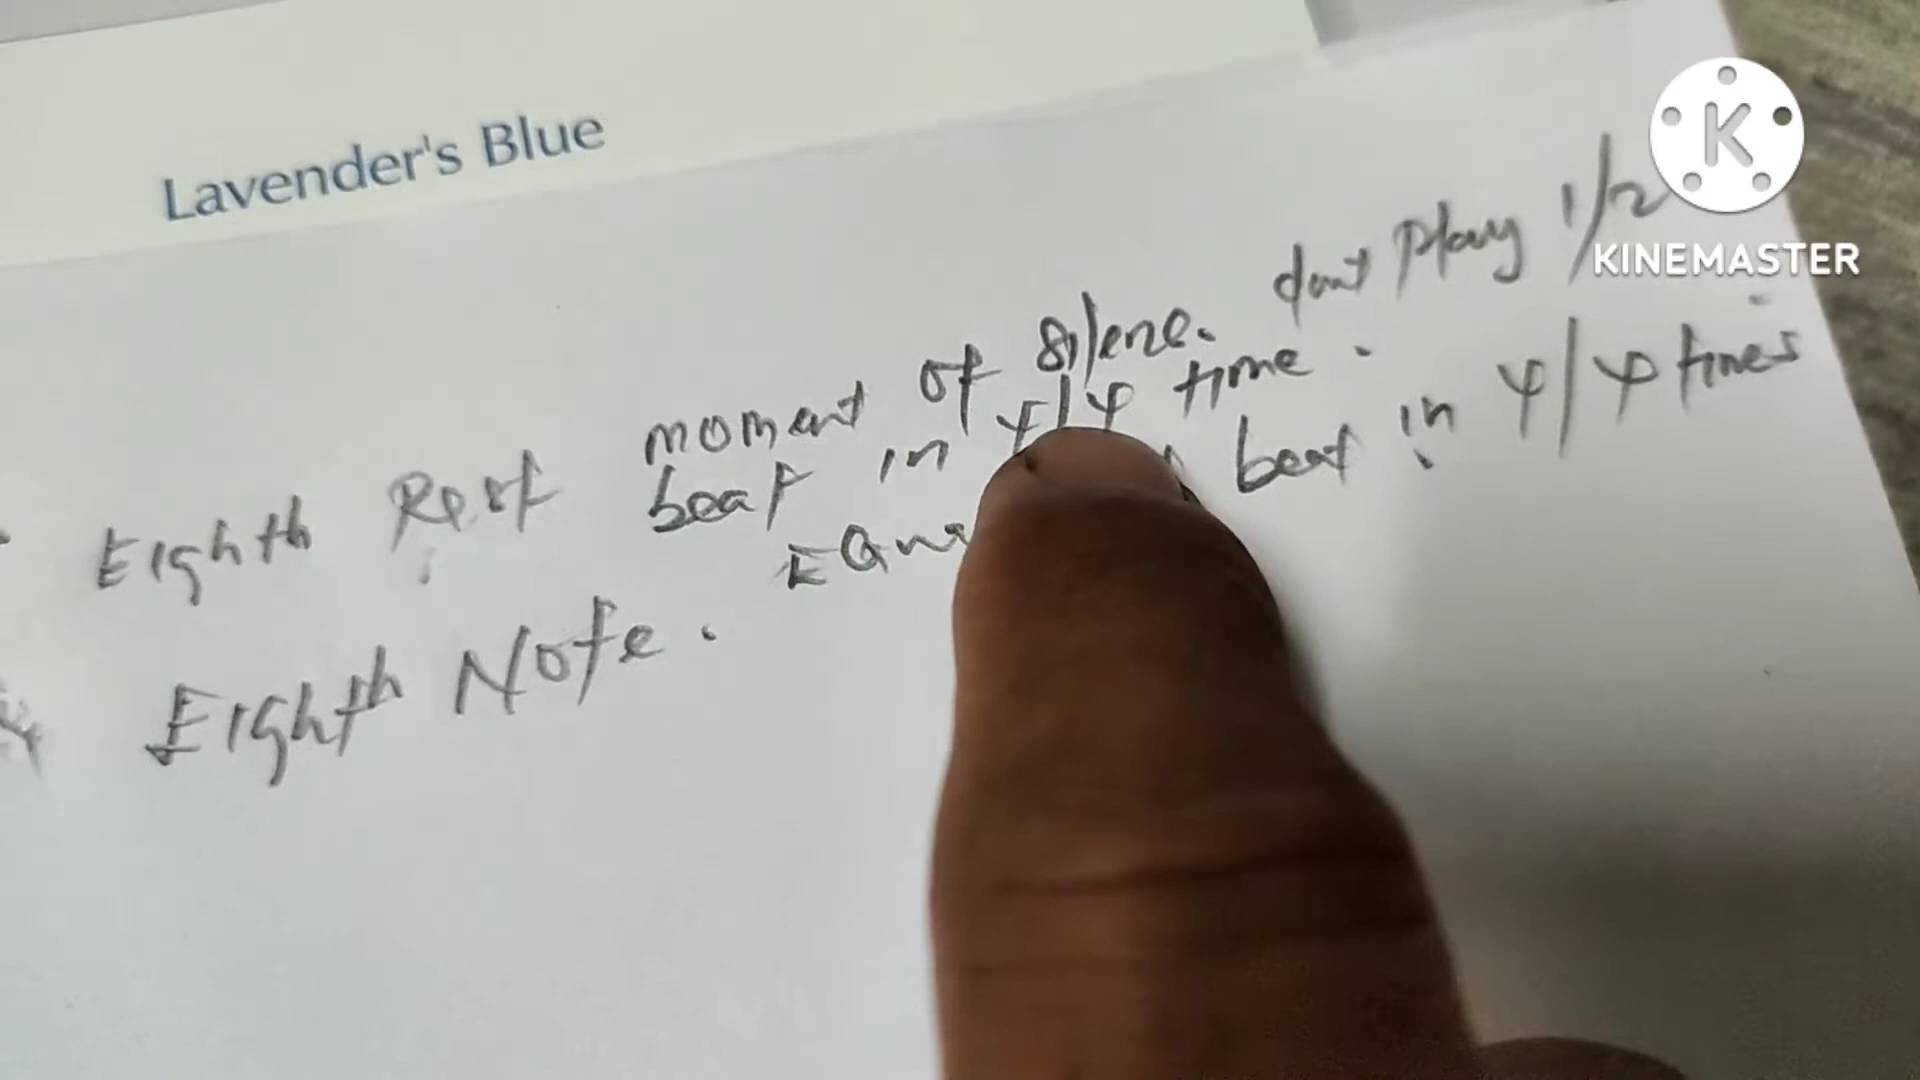 Lavender's Blue
KINEMASTER
Eighth Rest moment of silence. dont play 1/2
beat in 4/4 time.
Eighth Note. beat in 4/4 times